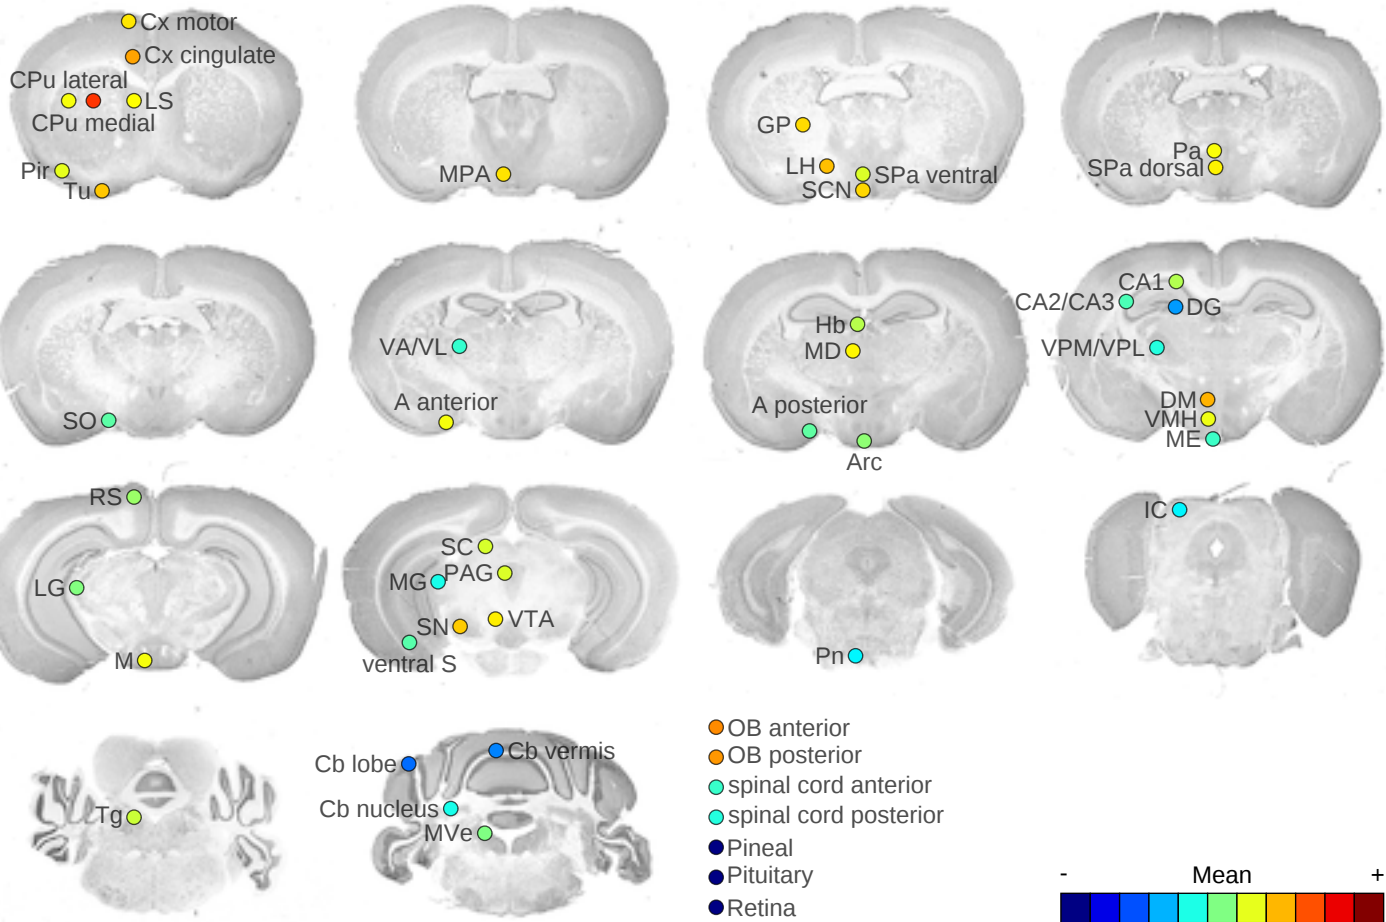 Cx motor
Cx cingulate
CPu lateral
LS
CPu medial
Pir
Tu
MPA
GP
LH
SPa ventral
SCN
Pa
SPa dorsal
SO
VA/VL
A anterior
Hb
MD
A posterior
Arc
CA1
CA2/CA3
DG
VPM/VPL
DM
VMH
ME
RS
LG
M
SC
MG
PAG
SN
VTA
ventral S
Pn
IC
Tg
Cb lobe
Cb vermis
Cb nucleus
MVe
OB anterior
OB posterior
spinal cord anterior
spinal cord posterior
Pineal
Pituitary
Retina
- Mean +